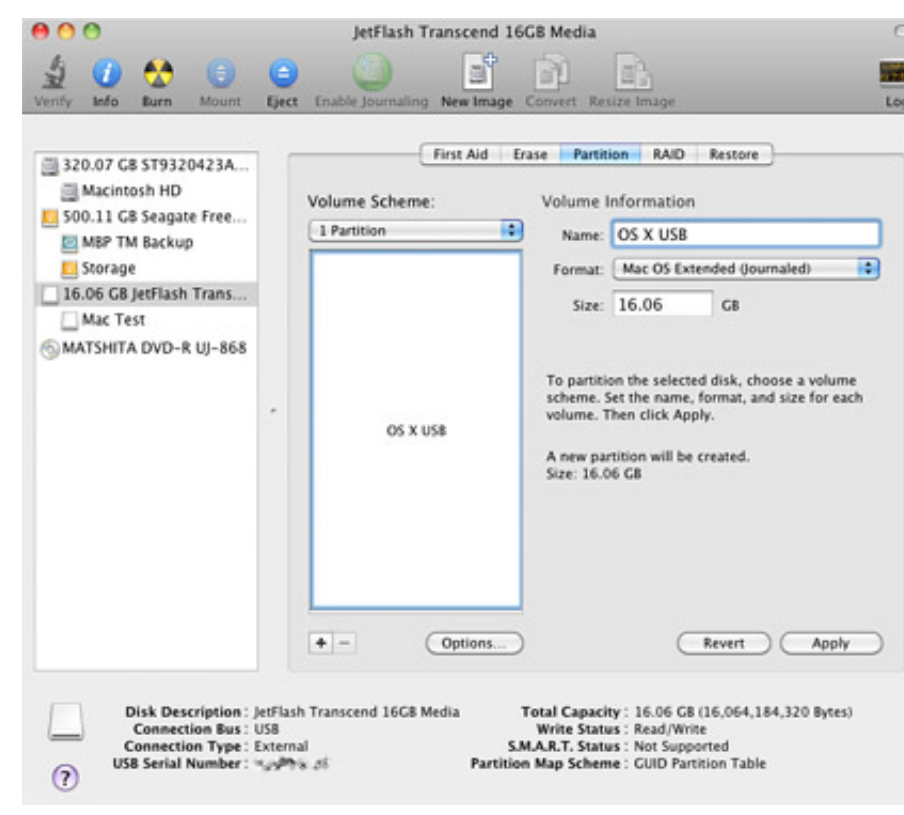 JetFlash Transcend 16GB Media
Verify Info Burn Mount Eject Enable Journaling New Image Convert Resize Image
First Aid Erase Partition RAID Restore
320.07 GB ST9320423A...
Macintosh HD
500.11 GB Seagate Free...
MBP TM Backup
Storage
16.06 GB JetFlash Trans...
Mac Test
MATSHITA DVD-R UJ-868
Volume Scheme:
1 Partition
OS X USB
+ −
Options...
Volume Information
Name: OS X USB
Format: Mac OS Extended (Journaled)
Size: 16.06 GB
To partition the selected disk, choose a volume
scheme. Set the name, format, and size for each
volume. Then click Apply.
A new partition will be created.
Size: 16.06 GB
Revert Apply
Disk Description : JetFlash Transcend 16GB Media
Connection Bus : USB
Connection Type : External
USB Serial Number :
Total Capacity : 16.06 GB (16,064,184,320 Bytes)
Write Status : Read/Write
S.M.A.R.T. Status : Not Supported
Partition Map Scheme : GUID Partition Table
?